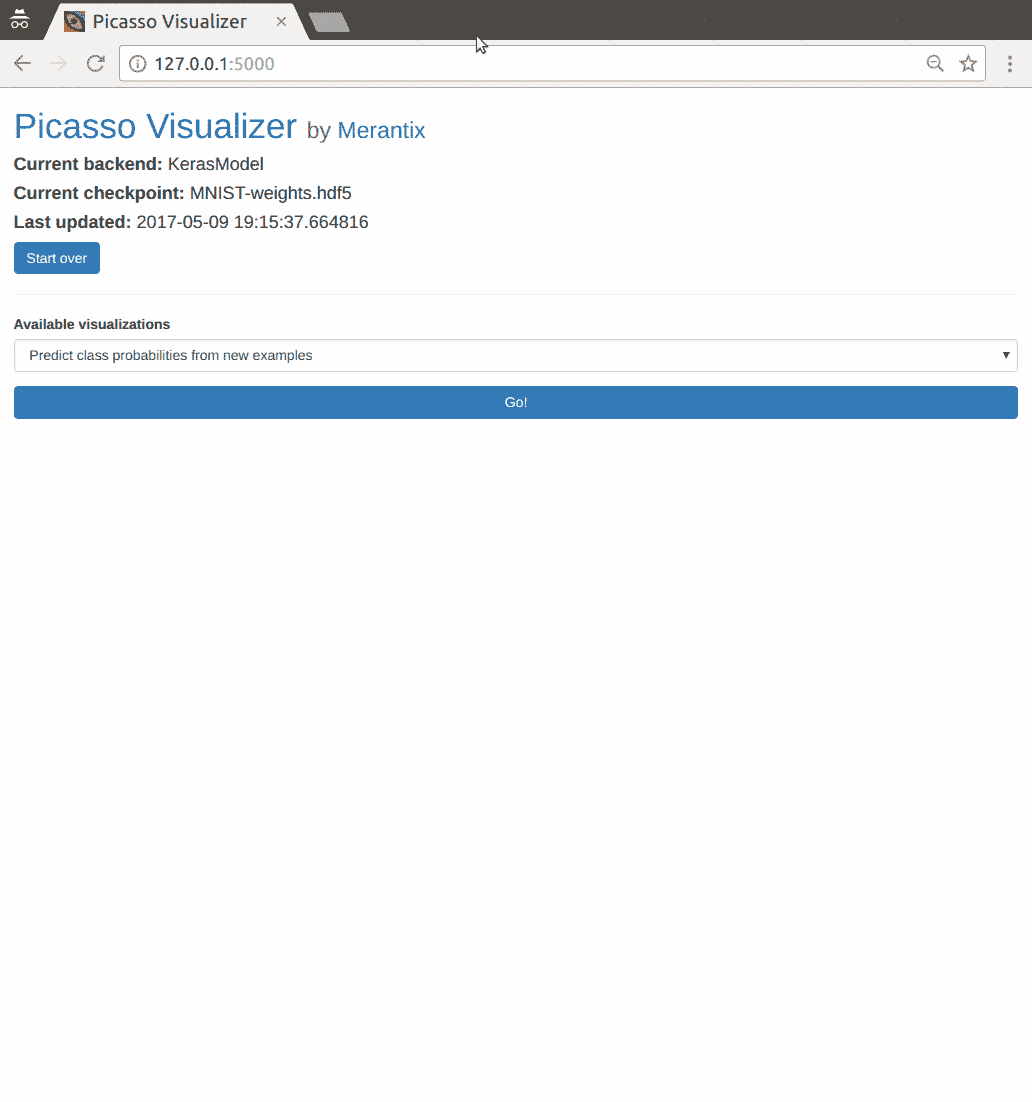 Picasso Visualizer
127.0.0.1:5000
Picasso Visualizer by Merantix
Current backend: KerasModel
Current checkpoint: MNIST-weights.hdf5
Last updated: 2017-05-09 19:15:37.664816
Start over
Available visualizations
Predict class probabilities from new examples
Go!